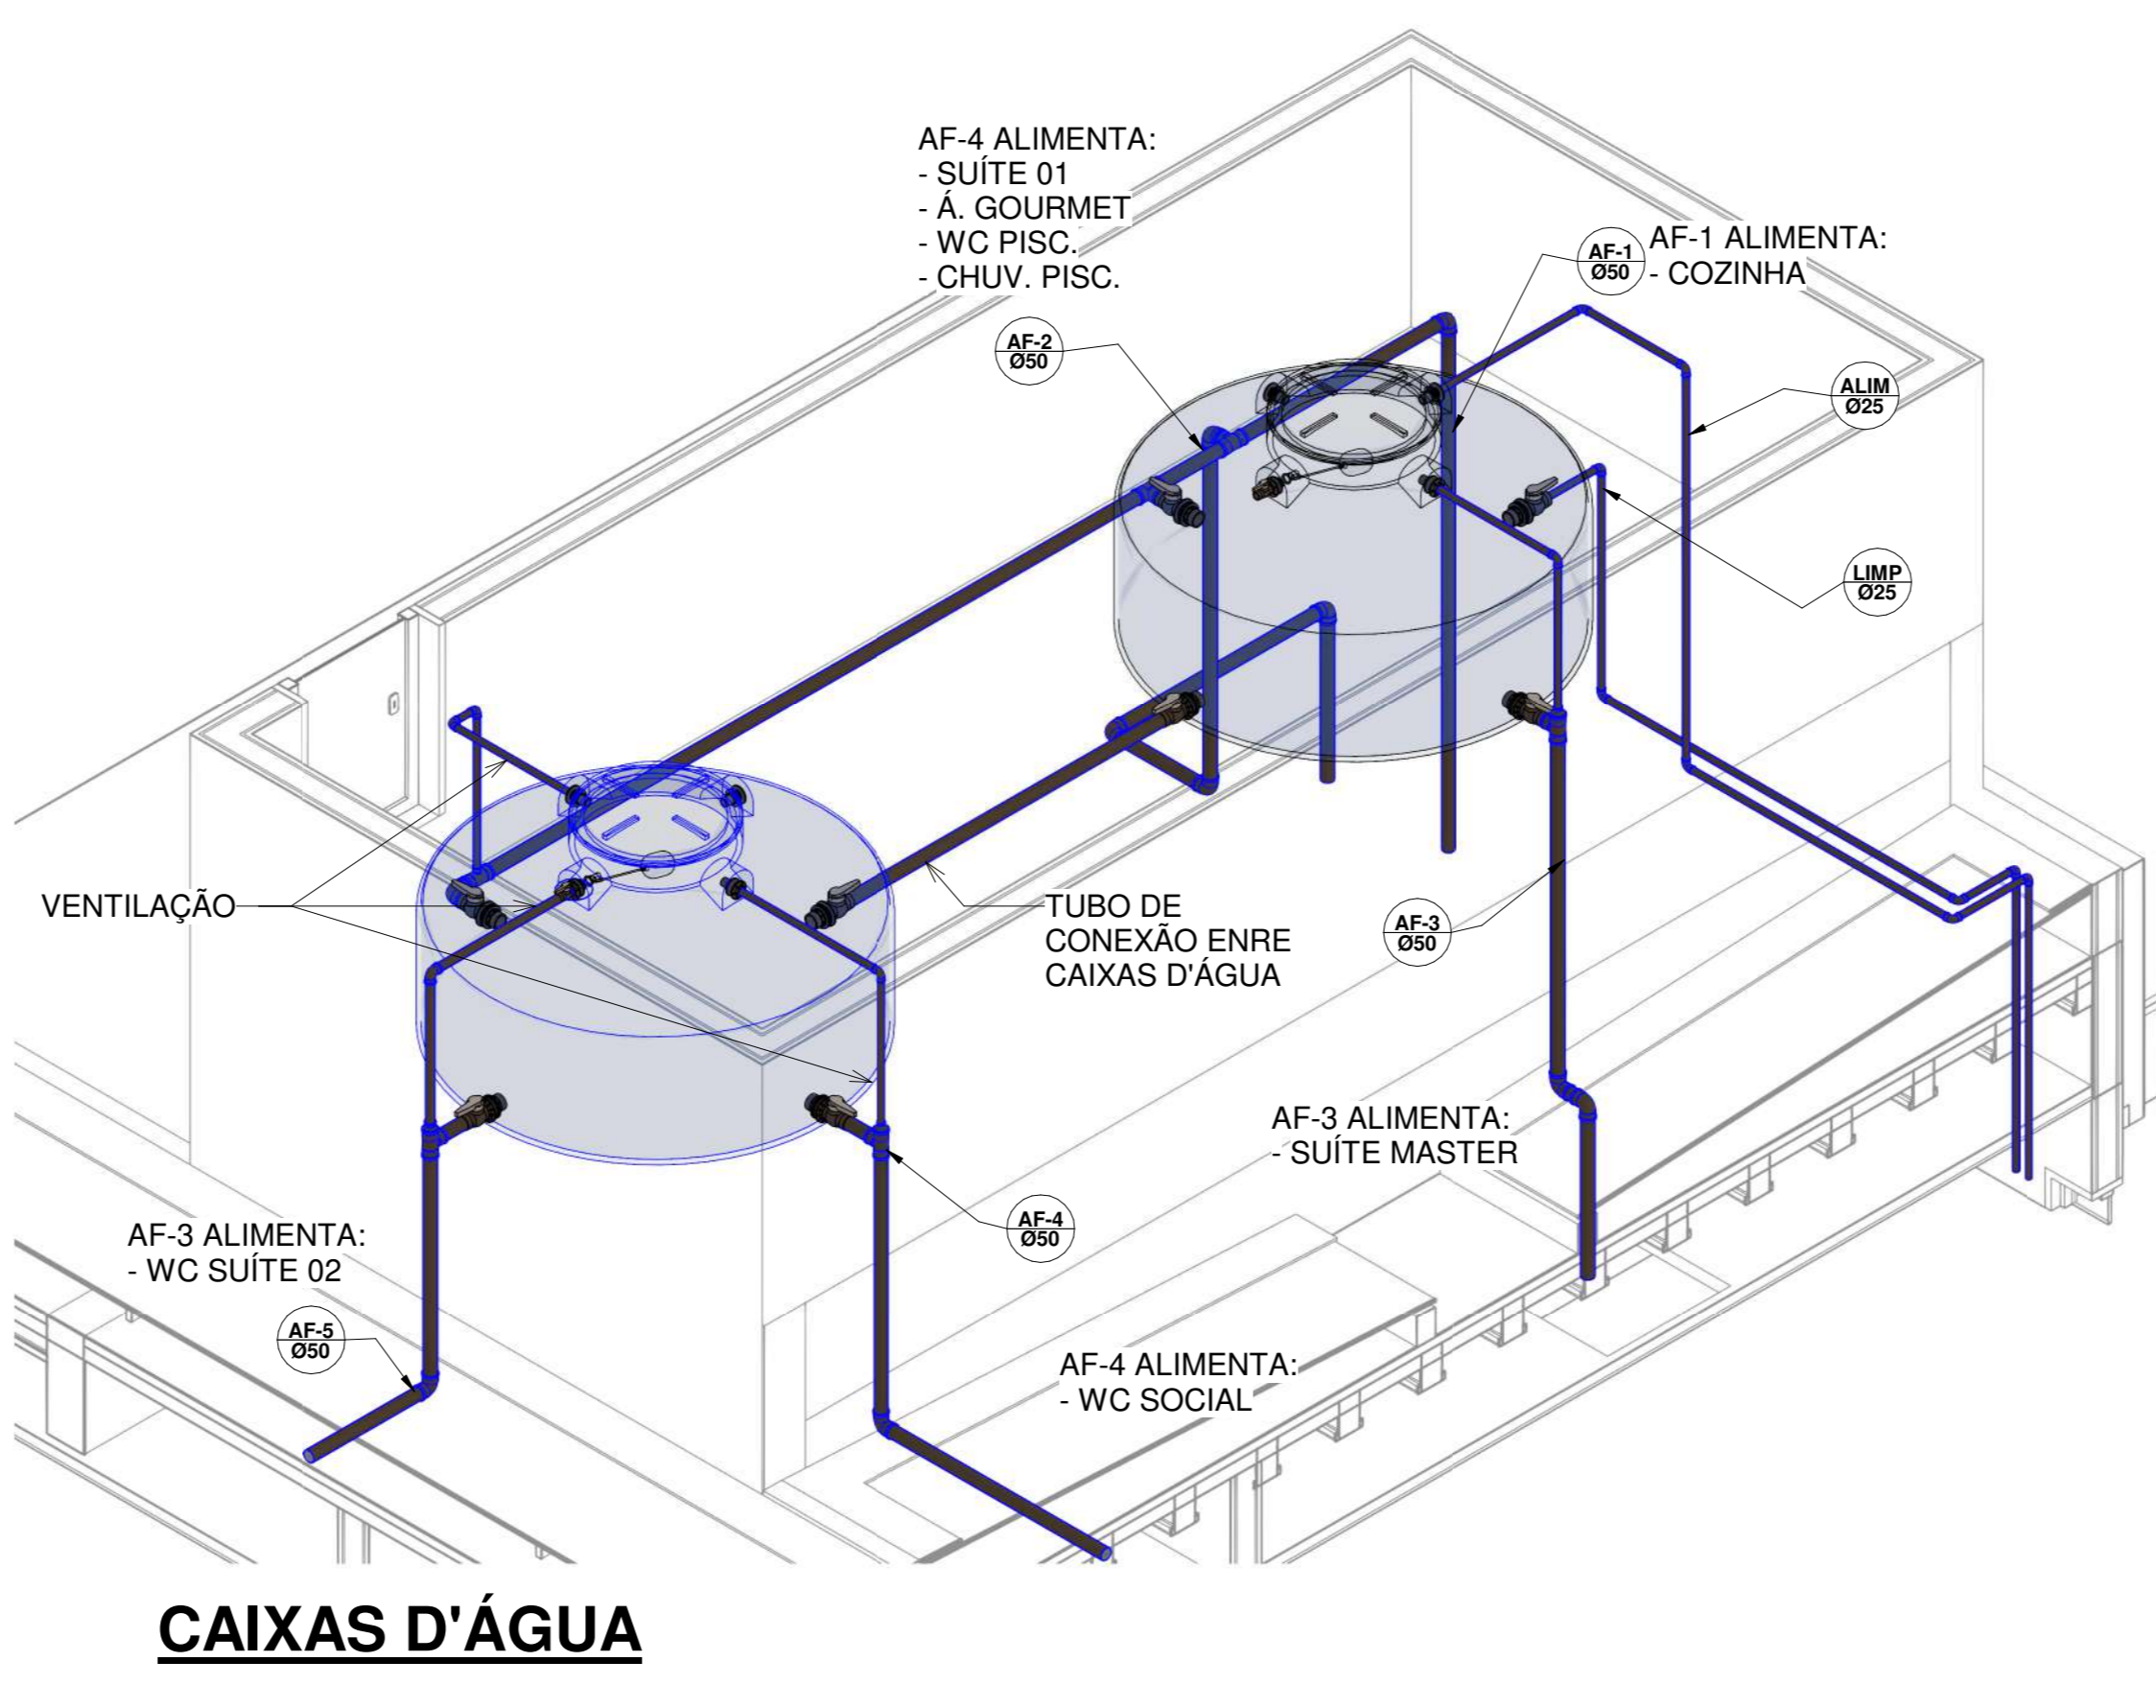 AF-4 ALIMENTA:
- SUÍTE 01
- Á. GOURMET
- WC PISC.
- CHUV. PISC.
AF-1
Ø50
AF-1 ALIMENTA:
- COZINHA
AF-2
Ø50
ALIM
Ø25
LIMP
Ø25
VENTILAÇÃO
TUBO DE
CONEXÃO ENRE
CAIXAS D'ÁGUA
AF-3
Ø50
AF-3 ALIMENTA:
- SUÍTE MASTER
AF-4
Ø50
AF-3 ALIMENTA:
- WC SUÍTE 02
AF-5
Ø50
AF-4 ALIMENTA:
- WC SOCIAL
CAIXAS D'ÁGUA